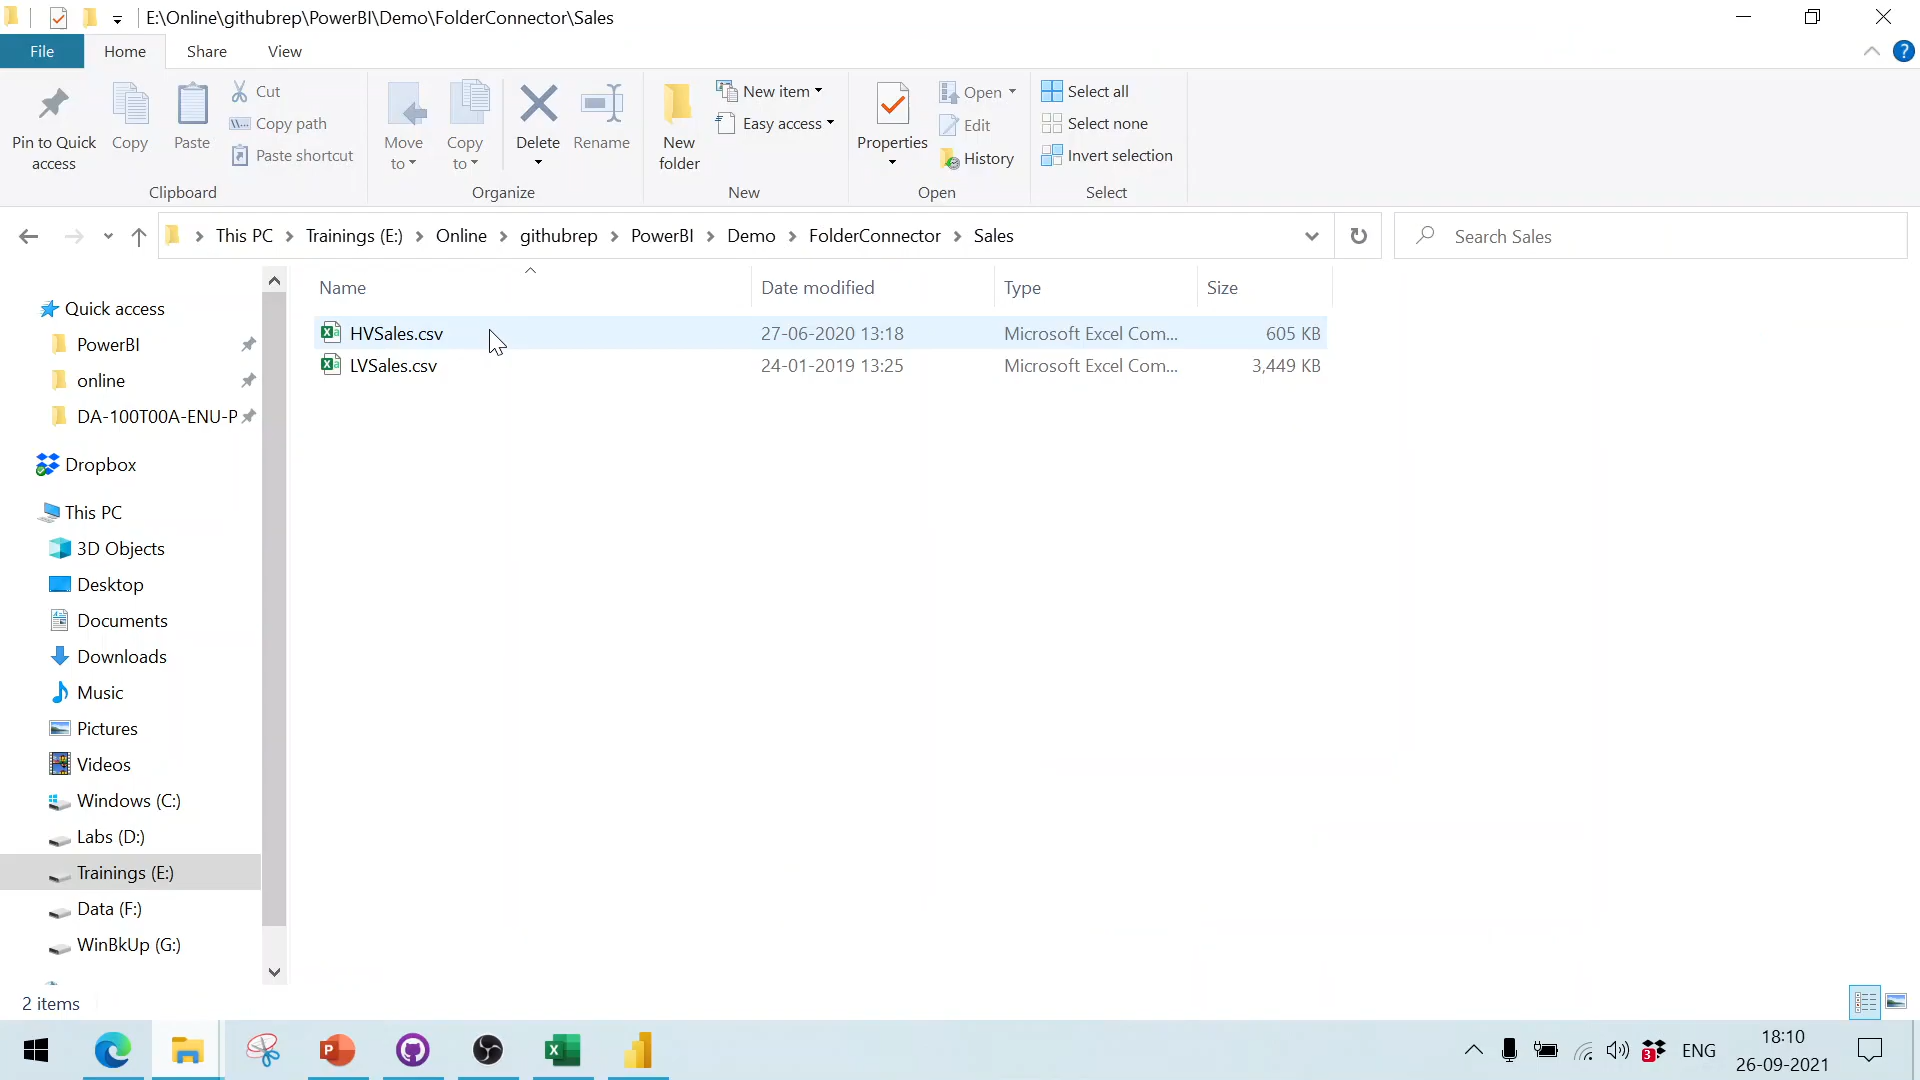 E:\Online\githubrep\PowerBI\Demo\FolderConnector\Sales
File Home Share View
Pin to Quick access
Copy
Paste
Cut
Copy path
Paste shortcut
Clipboard
Move to
Copy to
Delete
Rename
Organize
New folder
New item
Easy access
New
Properties
Open
Edit
History
Open
Select all
Select none
Invert selection
Select
This PC Trainings (E:) Online githubrep PowerBI Demo FolderConnector Sales
Search Sales
Name Date modified Type Size
HVSales.csv 27-06-2020 13:18 Microsoft Excel Com... 605 KB
LVSales.csv 24-01-2019 13:25 Microsoft Excel Com... 3,449 KB
Quick access
PowerBI
online
DA-100T00A-ENU-P
Dropbox
This PC
3D Objects
Desktop
Documents
Downloads
Music
Pictures
Videos
Windows (C:)
Labs (D:)
Trainings (E:)
Data (F:)
WinBkUp (G:)
2 items
3
ENG
18:10
26-09-2021